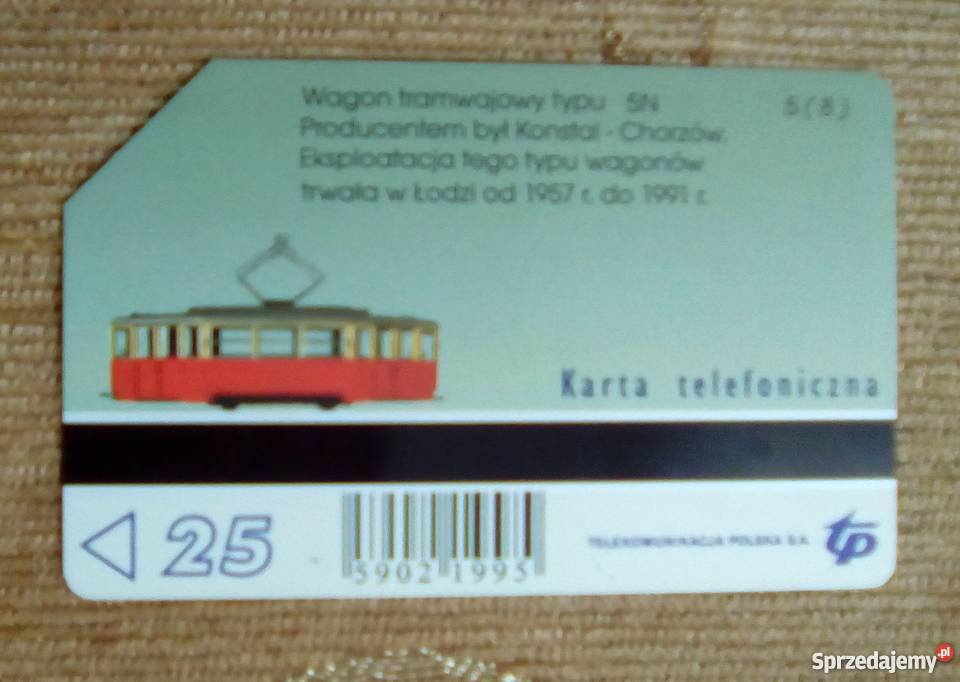 Wagon tramwajowy typu 5N
5(8)
Producentem był Konstal - Chorzów.
Eksploatacja tego typu wagonów
trwała w Łodzi od 1957 r. do 1991 r.
Karta telefoniczna
25
5902 1995
TELEKOMUNIKACJA POLSKA S.A.
tp
Sprzedajemy.pl